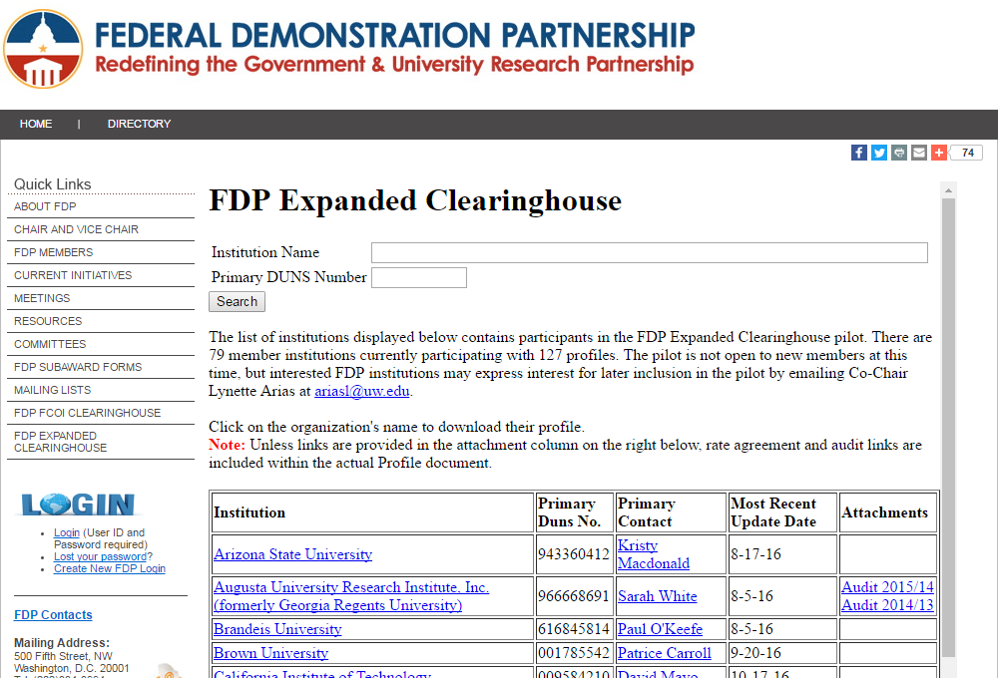 FEDERAL DEMONSTRATION PARTNERSHIP
Redefining the Government & University Research Partnership
HOME | DIRECTORY
74
Quick Links
ABOUT FDP
CHAIR AND VICE CHAIR
FDP MEMBERS
CURRENT INITIATIVES
MEETINGS
RESOURCES
COMMITTEES
FDP SUBAWARD FORMS
MAILING LISTS
FDP FCOI CLEARINGHOUSE
FDP EXPANDED
CLEARINGHOUSE
LOGIN
Login (User ID and
Password required)
Lost your password?
Create New FDP Login
FDP Contacts
Mailing Address:
500 Fifth Street, NW
Washington, D.C. 20001
FDP Expanded Clearinghouse
Institution Name
Primary DUNS Number
Search
The list of institutions displayed below contains participants in the FDP Expanded Clearinghouse pilot. There are
79 member institutions currently participating with 127 profiles. The pilot is not open to new members at this
time, but interested FDP institutions may express interest for later inclusion in the pilot by emailing Co-Chair
Lynette Arias at ariasl@uw.edu.
Click on the organization's name to download their profile.
Note: Unless links are provided in the attachment column on the right below, rate agreement and audit links are
included within the actual Profile document.
Institution Primary Duns No. Primary Contact Most Recent Update Date Attachments
Arizona State University 943360412 Kristy Macdonald 8-17-16
Augusta University Research Institute, Inc. (formerly Georgia Regents University) 966668691 Sarah White 8-5-16 Audit 2015/14 Audit 2014/13
Brandeis University 616845814 Paul O'Keefe 8-5-16
Brown University 001785542 Patrice Carroll 9-20-16
California Institute of Technology 009584210 David Mayo 10-17-16